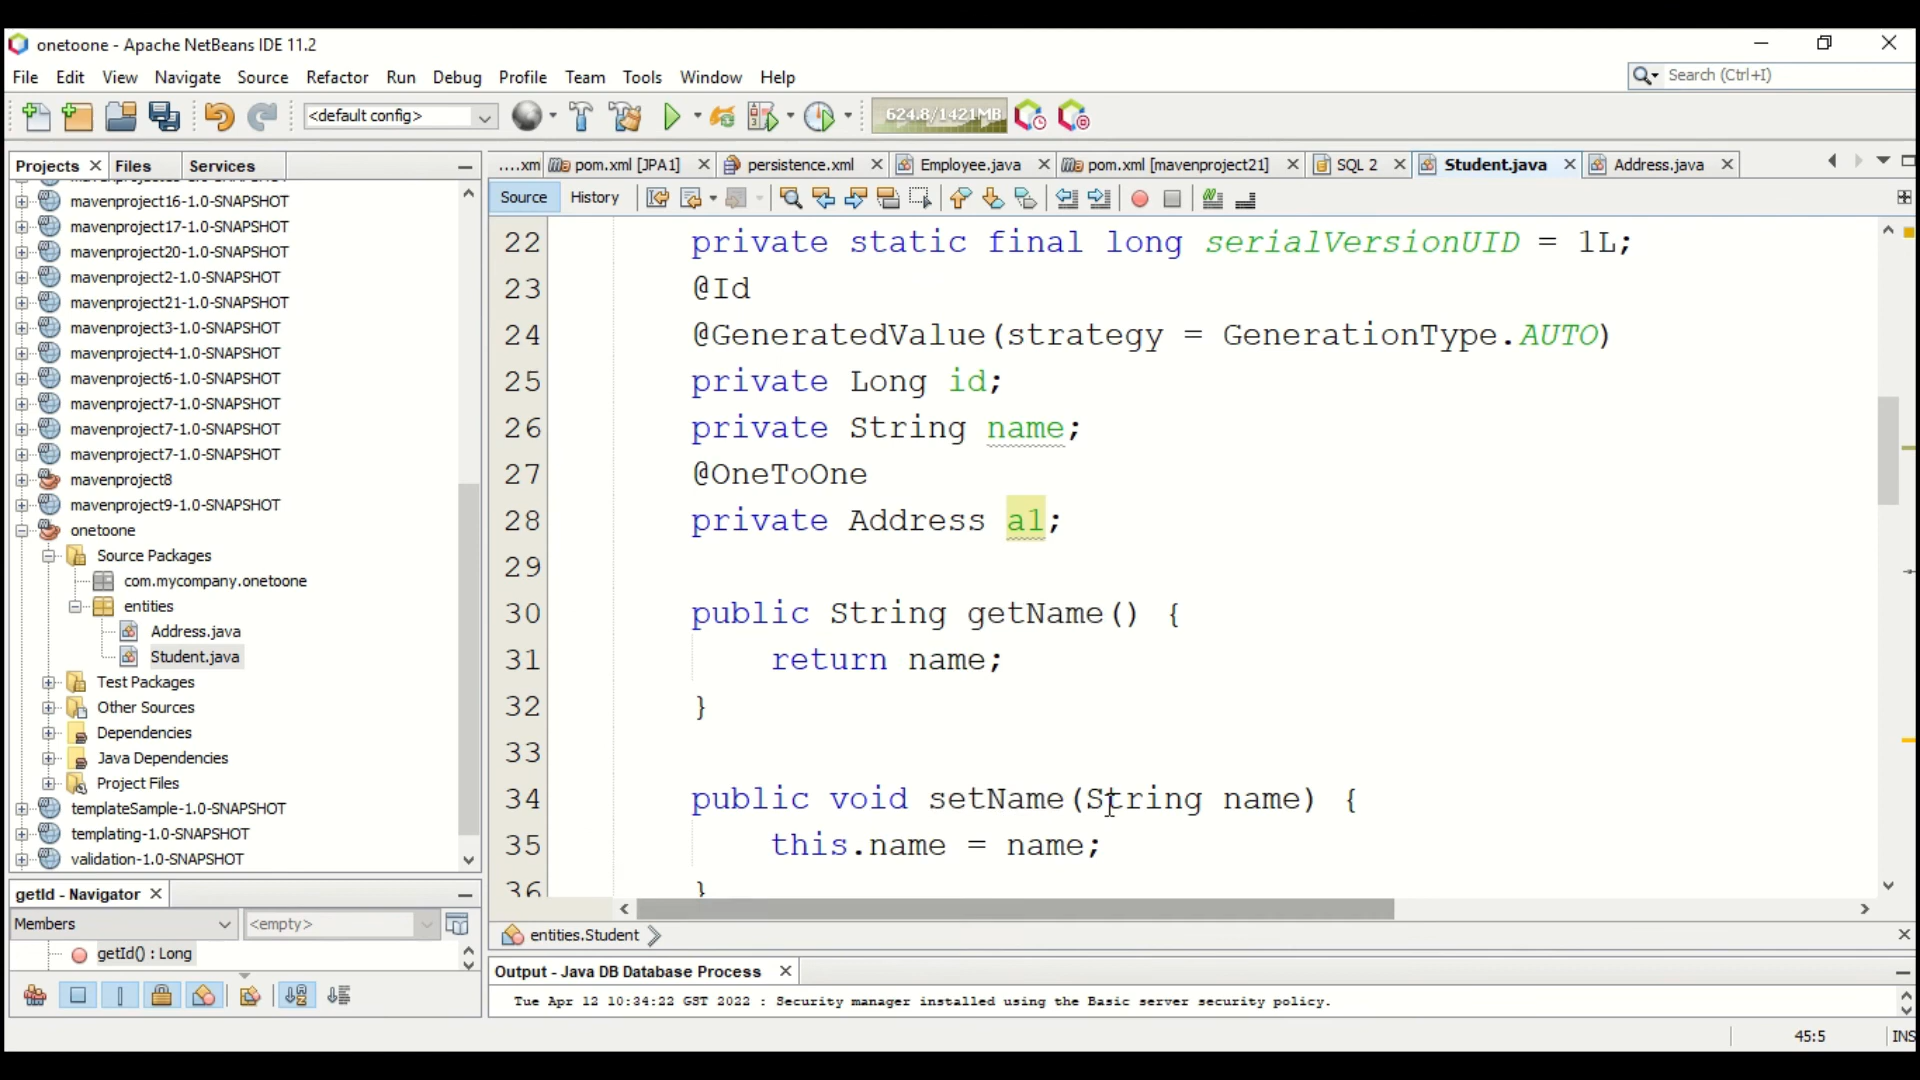 onetoone - Apache NetBeans IDE 11.2
File Edit View Navigate Source Refactor Run Debug Profile Team Tools Window Help
Search (Ctrl+I)
<default config>
624.8/1421MB
Projects Files Services
....xm pom.xml [JPA1] persistence.xml Employee.java pom.xml [mavenproject21] SQL 2 Student.java Address.java
Source History
mavenproject16-1.0-SNAPSHOT
mavenproject17-1.0-SNAPSHOT
mavenproject20-1.0-SNAPSHOT
mavenproject2-1.0-SNAPSHOT
mavenproject21-1.0-SNAPSHOT
mavenproject3-1.0-SNAPSHOT
mavenproject4-1.0-SNAPSHOT
mavenproject6-1.0-SNAPSHOT
mavenproject7-1.0-SNAPSHOT
mavenproject7-1.0-SNAPSHOT
mavenproject7-1.0-SNAPSHOT
mavenproject8
mavenproject9-1.0-SNAPSHOT
onetoone
Source Packages
com.mycompany.onetoone
entities
Address.java
Student.java
Test Packages
Other Sources
Dependencies
Java Dependencies
Project Files
templateSample-1.0-SNAPSHOT
templating-1.0-SNAPSHOT
validation-1.0-SNAPSHOT
getId - Navigator
Members <empty>
getId() : Long
22 private static final long serialVersionUID = 1L;
23 @Id
24 @GeneratedValue(strategy = GenerationType.AUTO)
25 private Long id;
26 private String name;
27 @OneToOne
28 private Address a1;
29
30 public String getName() {
31 return name;
32 }
33
34 public void setName(String name) {
35 this.name = name;
36 }
entities.Student
Output - Java DB Database Process
Tue Apr 12 10:34:22 GST 2022 : Security manager installed using the Basic server security policy.
45:5 INS